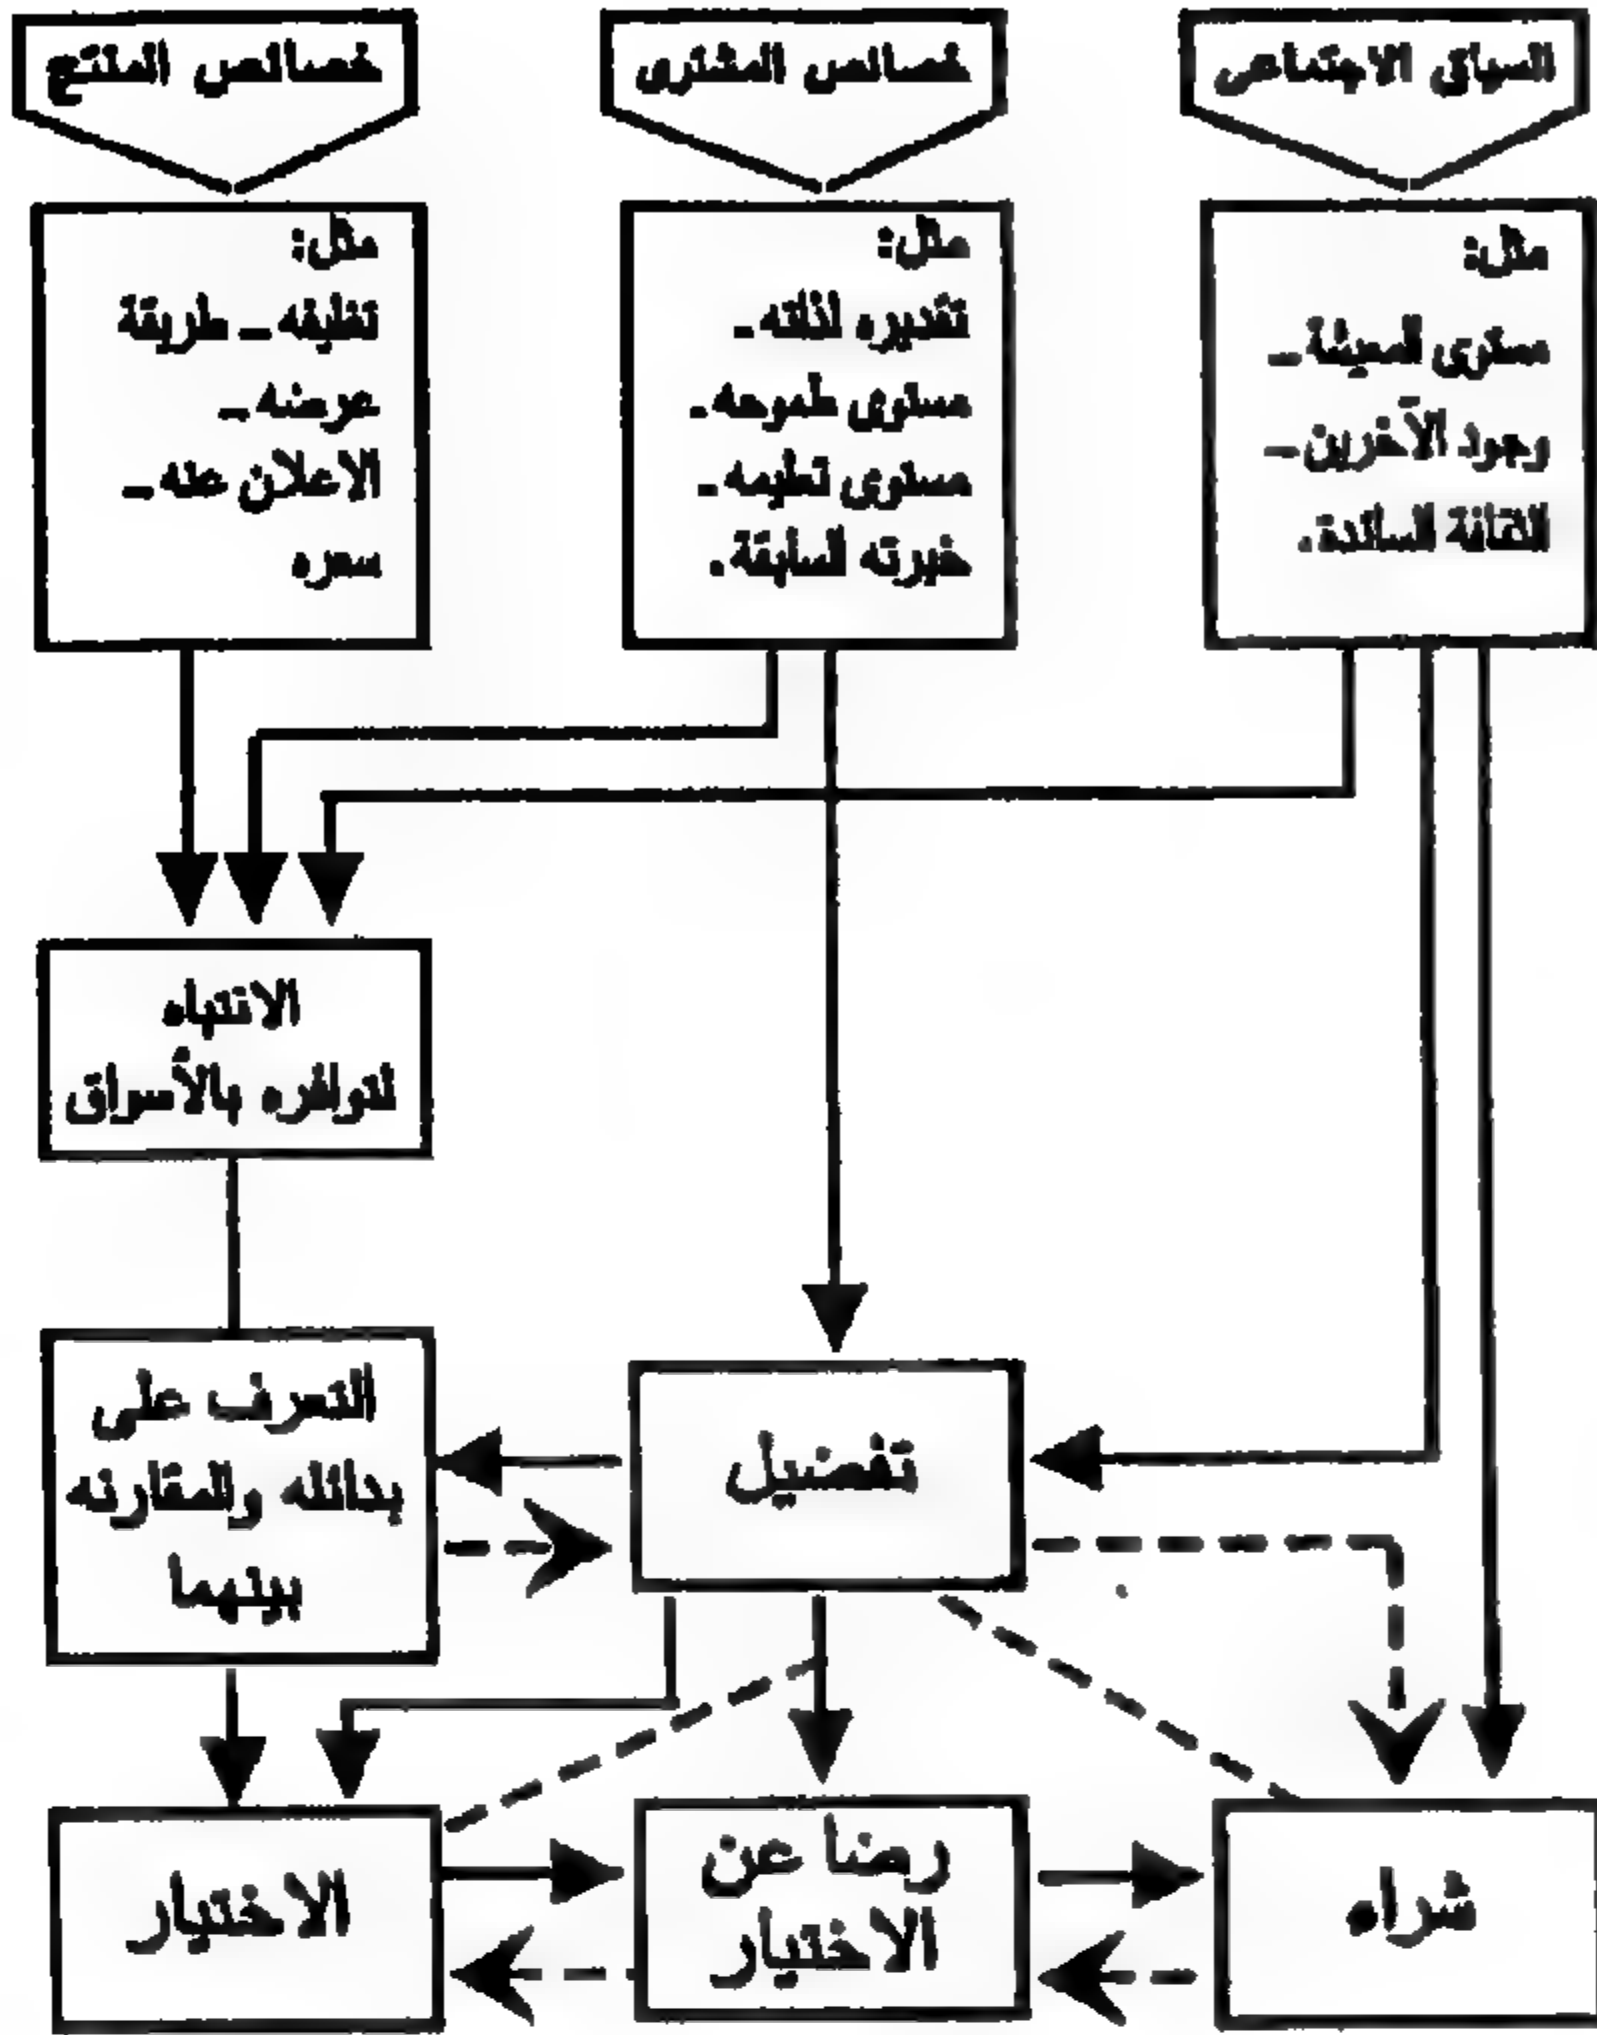 السياق الاجتماعى
خصائص المشترى
خصائص المنتج
مثل:
مستوى المعيشة –
وجود الآخرين –
الثقافة السائدة.
مثل:
تقديره لذاته –
مستوى طموحه –
مستوى تعليمه –
خبرته السابقة.
مثل:
تغليفه – طريقة
عرضه –
الاعلان عنه –
سعره
الانتباه
لتوافره بالأسواق
تفضيل
التعرف على
بدائله والمقارنه
بينهما
شراء
رضا عن
الاختيار
الاختيار